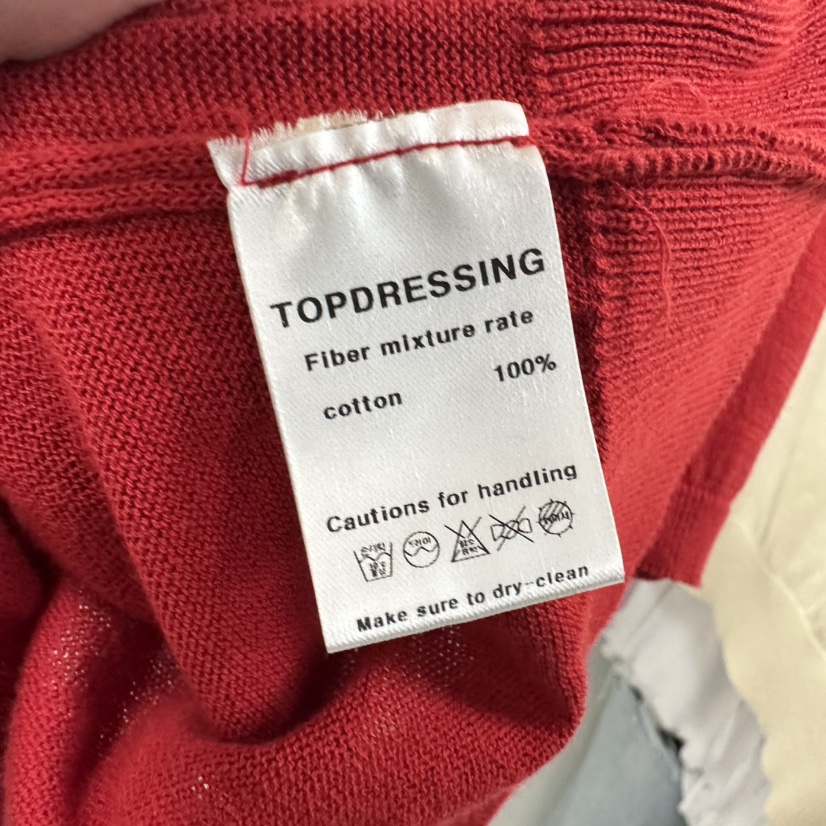 TOPDRESSING
Fiber mixture rate
cotton 100%
Cautions for handling
Make sure to dry-clean